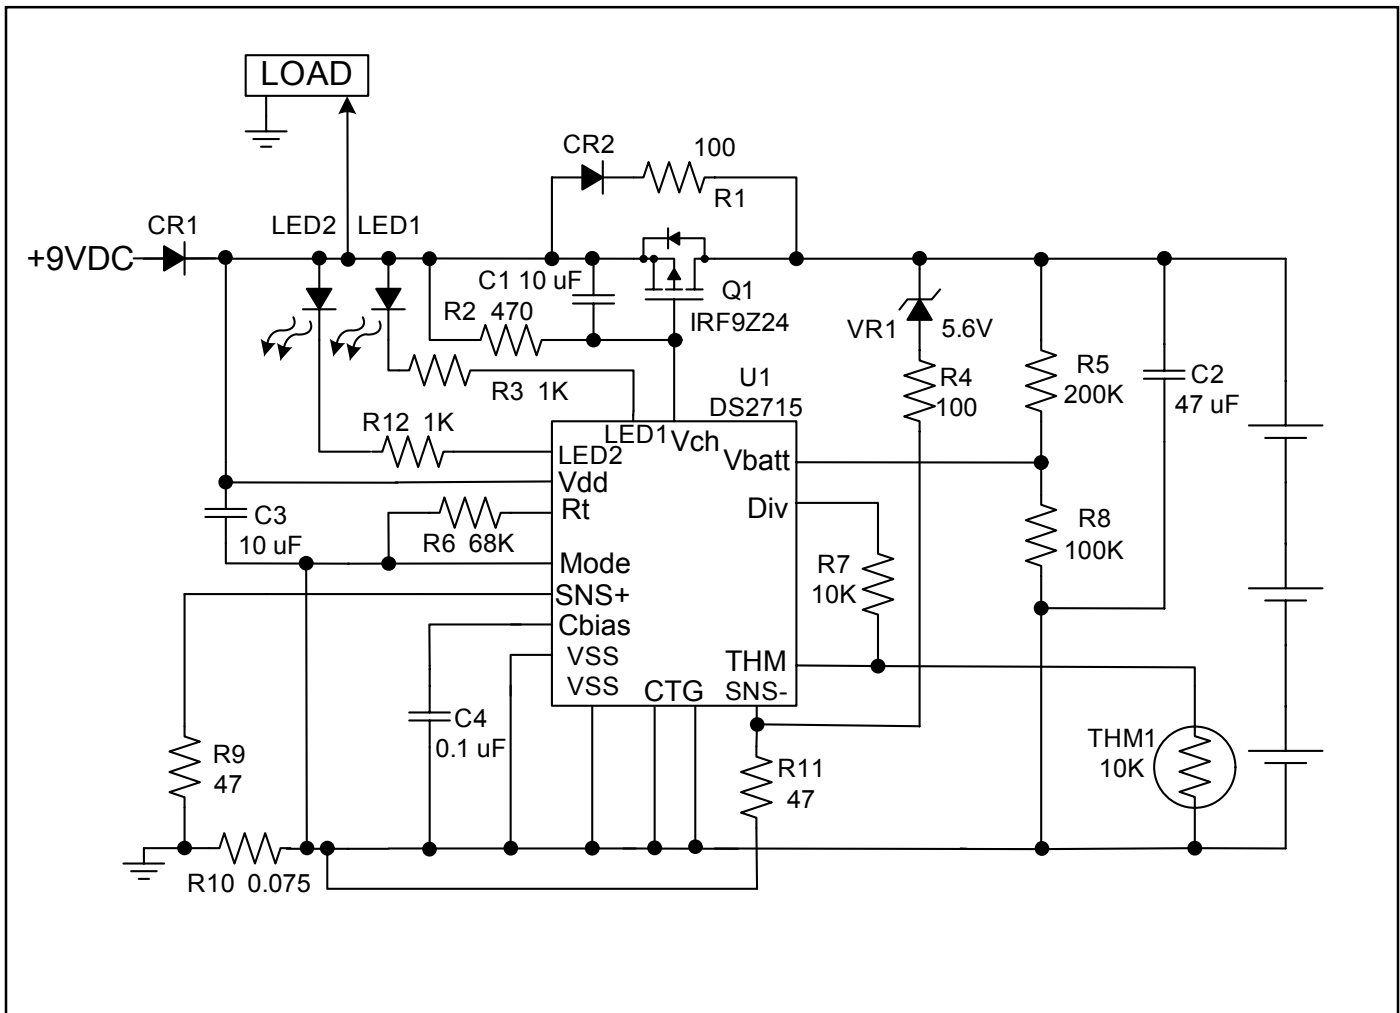 LOAD
CR2
100
R1
CR1
LED2
LED1
+9VDC
C1 10 uF
Q1
IRF9Z24
R2 470
VR1
5.6V
R3 1K
U1
DS2715
R4
100
R5
200K
C2
47 uF
R12 1K
LED1
Vch
LED2
Vbatt
Vdd
Rt
Div
C3
10 uF
R6 68K
R8
100K
Mode
R7
10K
SNS+
Cbias
VSS
THM
VSS
CTG
SNS-
C4
0.1 uF
THM1
10K
R9
47
R11
47
R10 0.075